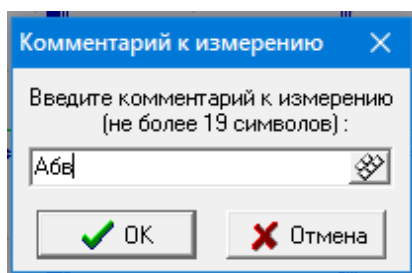 Комментарий к измерению
Введите комментарий к измерению
(не более 19 символов) :
Абв
OK
Отмена